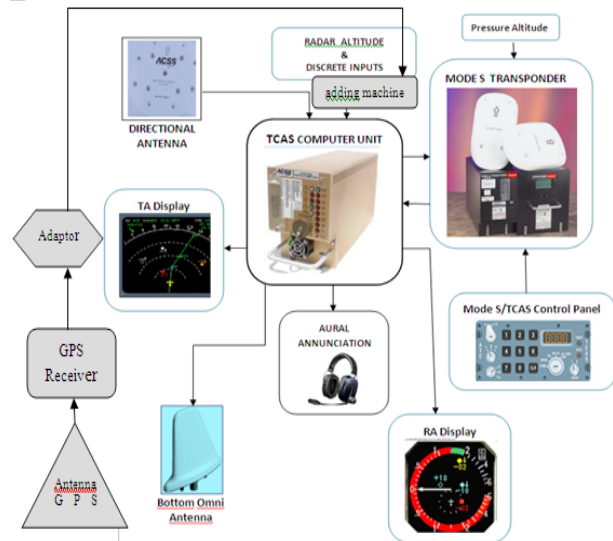 RADAR ALTITUDE
&
DISCRETE INPUTS
Pressure Altitude
ACSS
DIRECTIONAL
ANTENNA
adding machine
MODE S TRANSPONDER
TCAS COMPUTER UNIT
TA Display
Adaptor
GPS
Receiver
Antenna
G P S
AURAL
ANNUNCIATION
Mode S/TCAS Control Panel
Bottom Omni
Antenna
RA Display